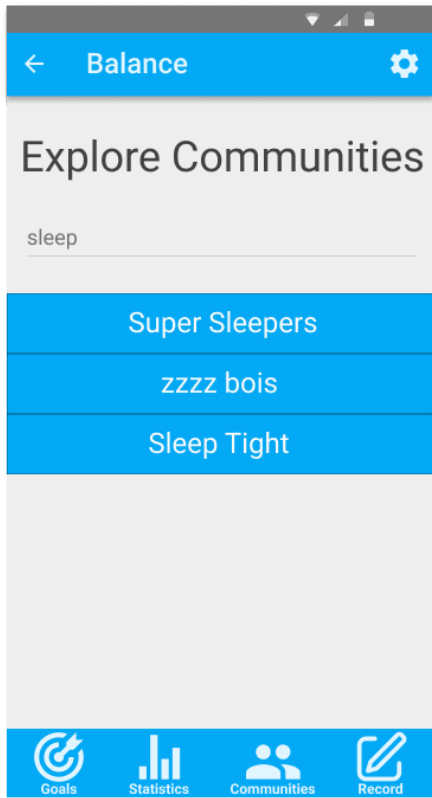 Balance
Explore Communities
sleep
Super Sleepers
zzzz bois
Sleep Tight
Goals Statistics Communities Record